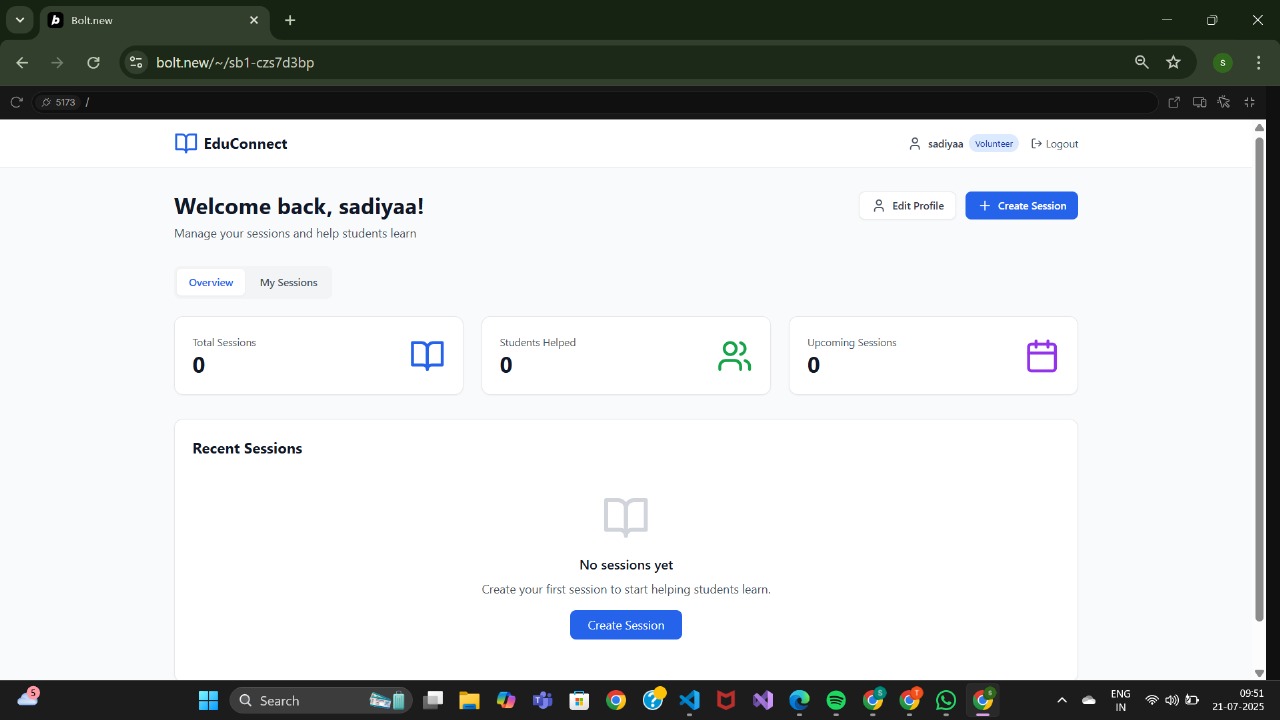 Bolt.new
bolt.new/~/sb1-czs7d3bp
S
5173 /
EduConnect
sadiyaa Volunteer Logout
Welcome back, sadiyaa!
Edit Profile Create Session
Manage your sessions and help students learn
Overview My Sessions
Total Sessions Students Helped Upcoming Sessions
0 0 0
Recent Sessions
No sessions yet
Create your first session to start helping students learn.
Create Session
5 Search S T S ENG 09:51
IN 21-07-2025